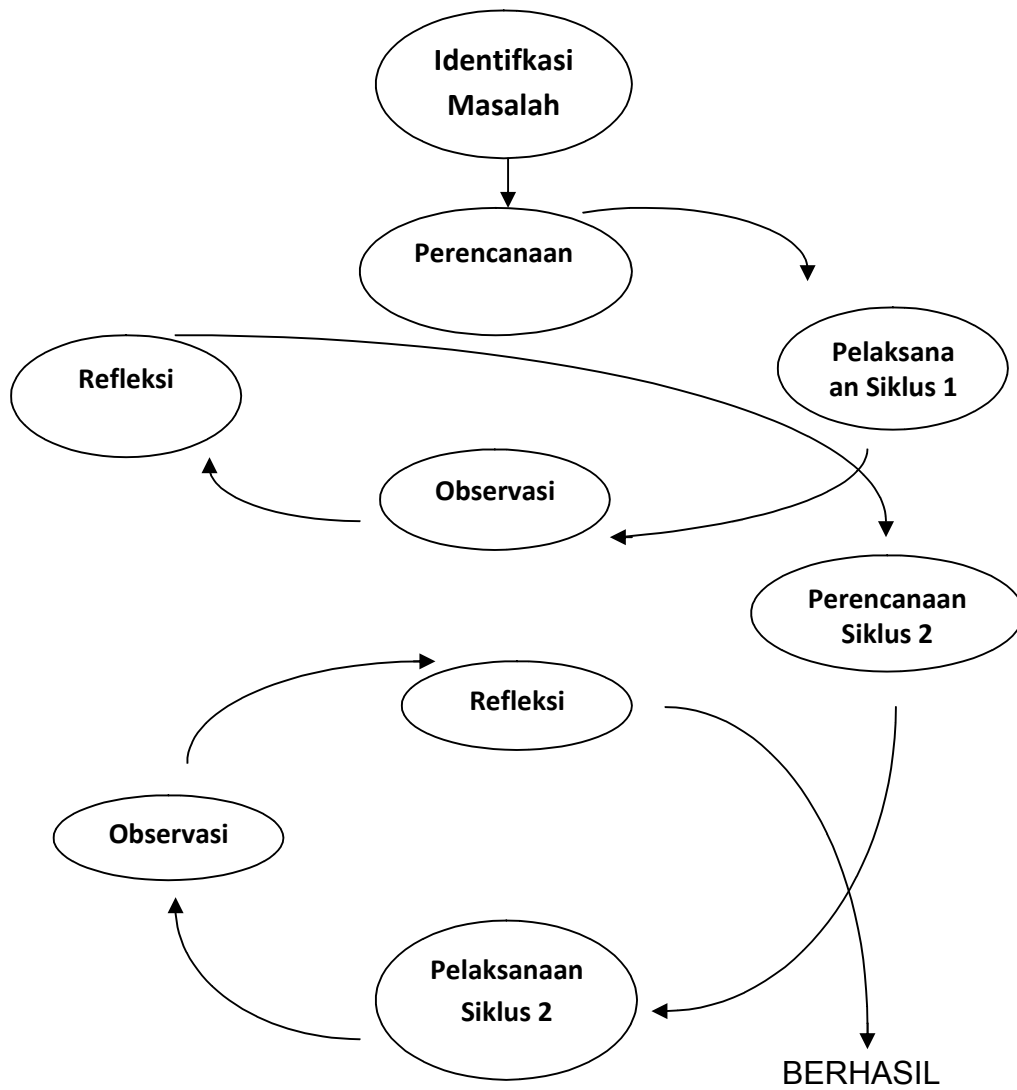 Identifkasi
Masalah
Perencanaan
Pelaksana
an Siklus 1
Refleksi
Observasi
Perencanaan
Siklus 2
Refleksi
Observasi
Pelaksanaan
Siklus 2
BERHASIL